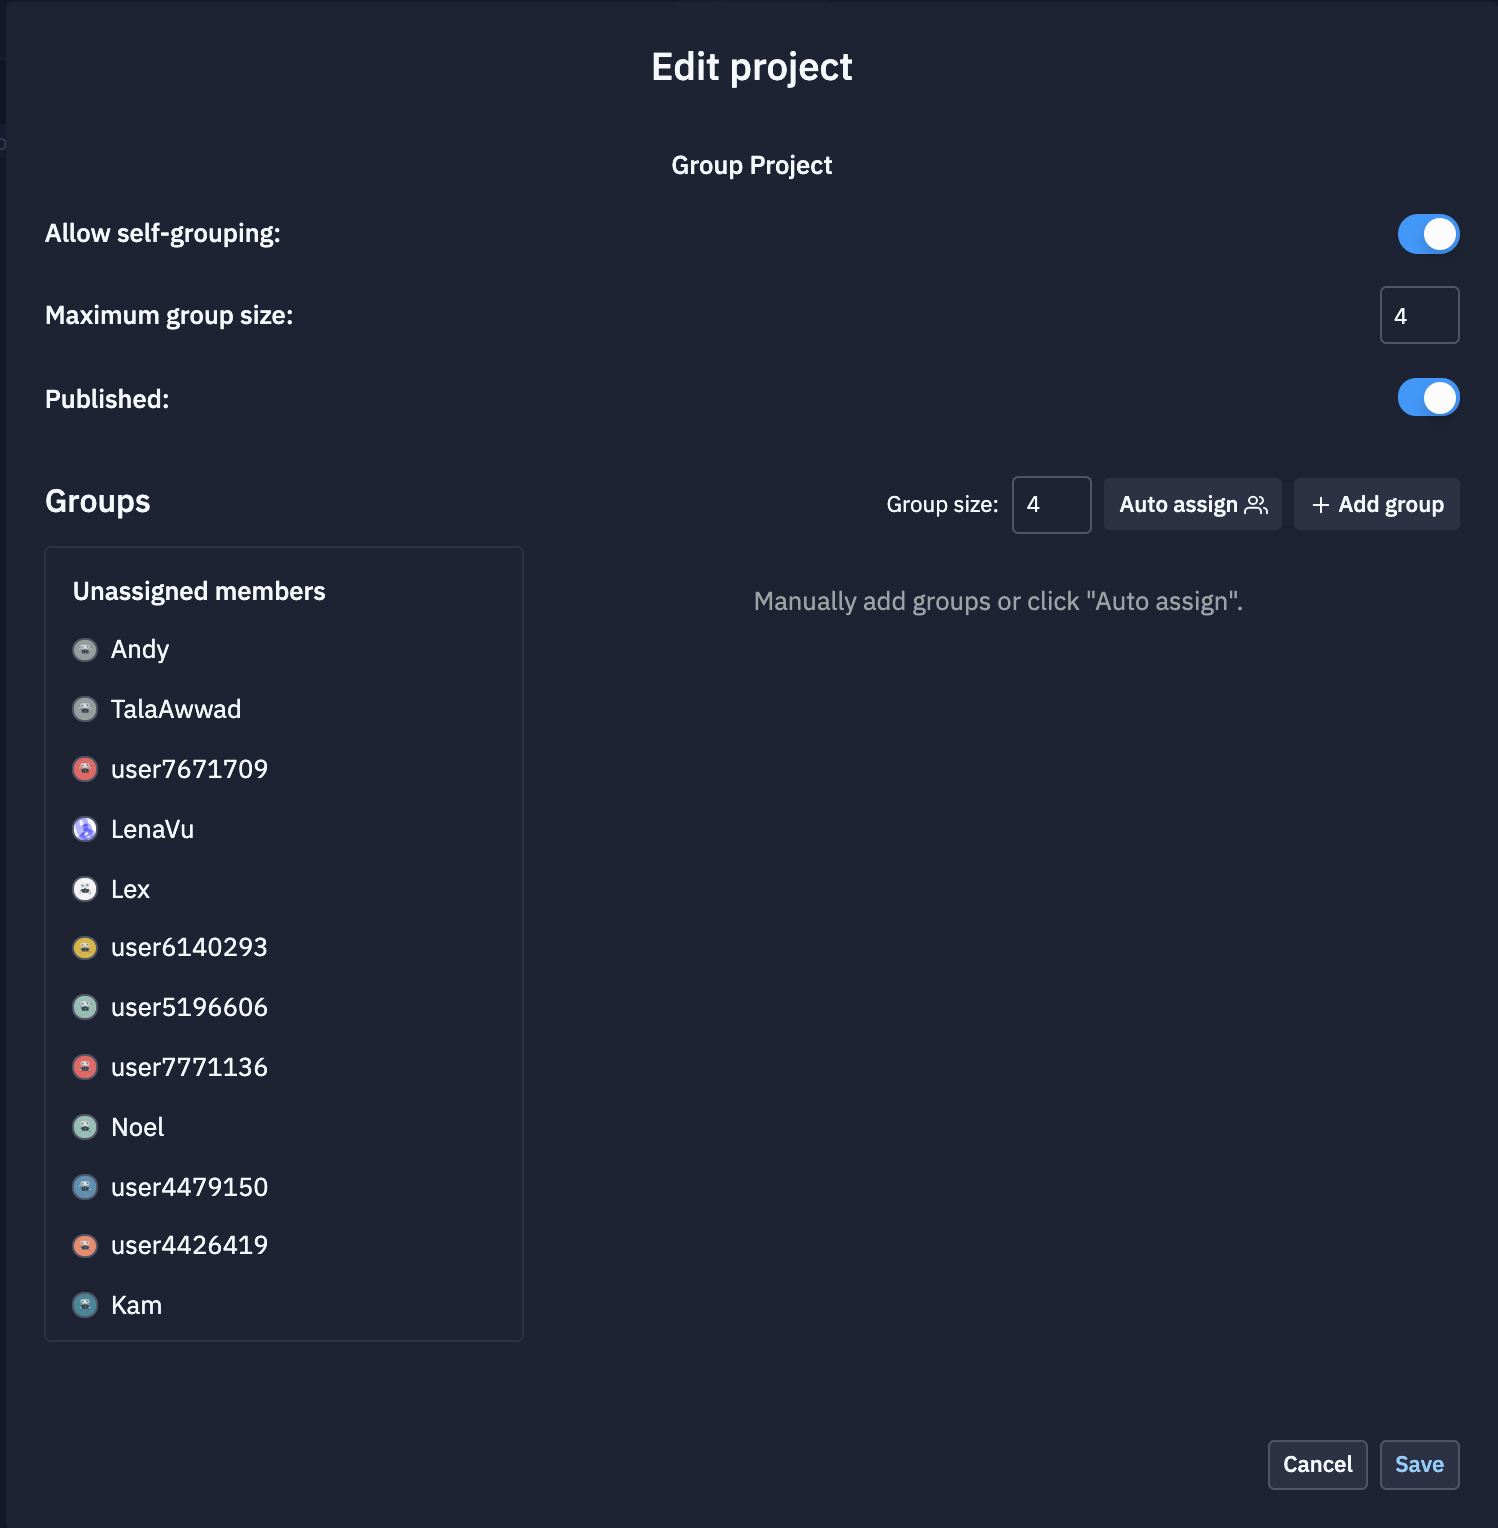 Edit project
Group Project
Allow self-grouping:
Maximum group size: 4
Published:
Groups
Group size: 4 Auto assign + Add group
Unassigned members
Manually add groups or click "Auto assign".
Andy
TalaAwwad
user7671709
LenaVu
Lex
user6140293
user5196606
user7771136
Noel
user4479150
user4426419
Kam
Cancel Save